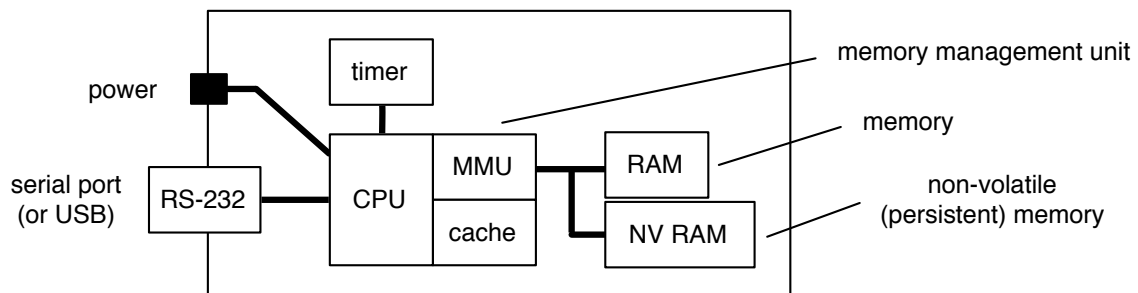 timer
memory management unit
power
memory
MMU
RAM
serial port
(or USB)
RS-232
CPU
non-volatile
(persistent) memory
cache
NV RAM